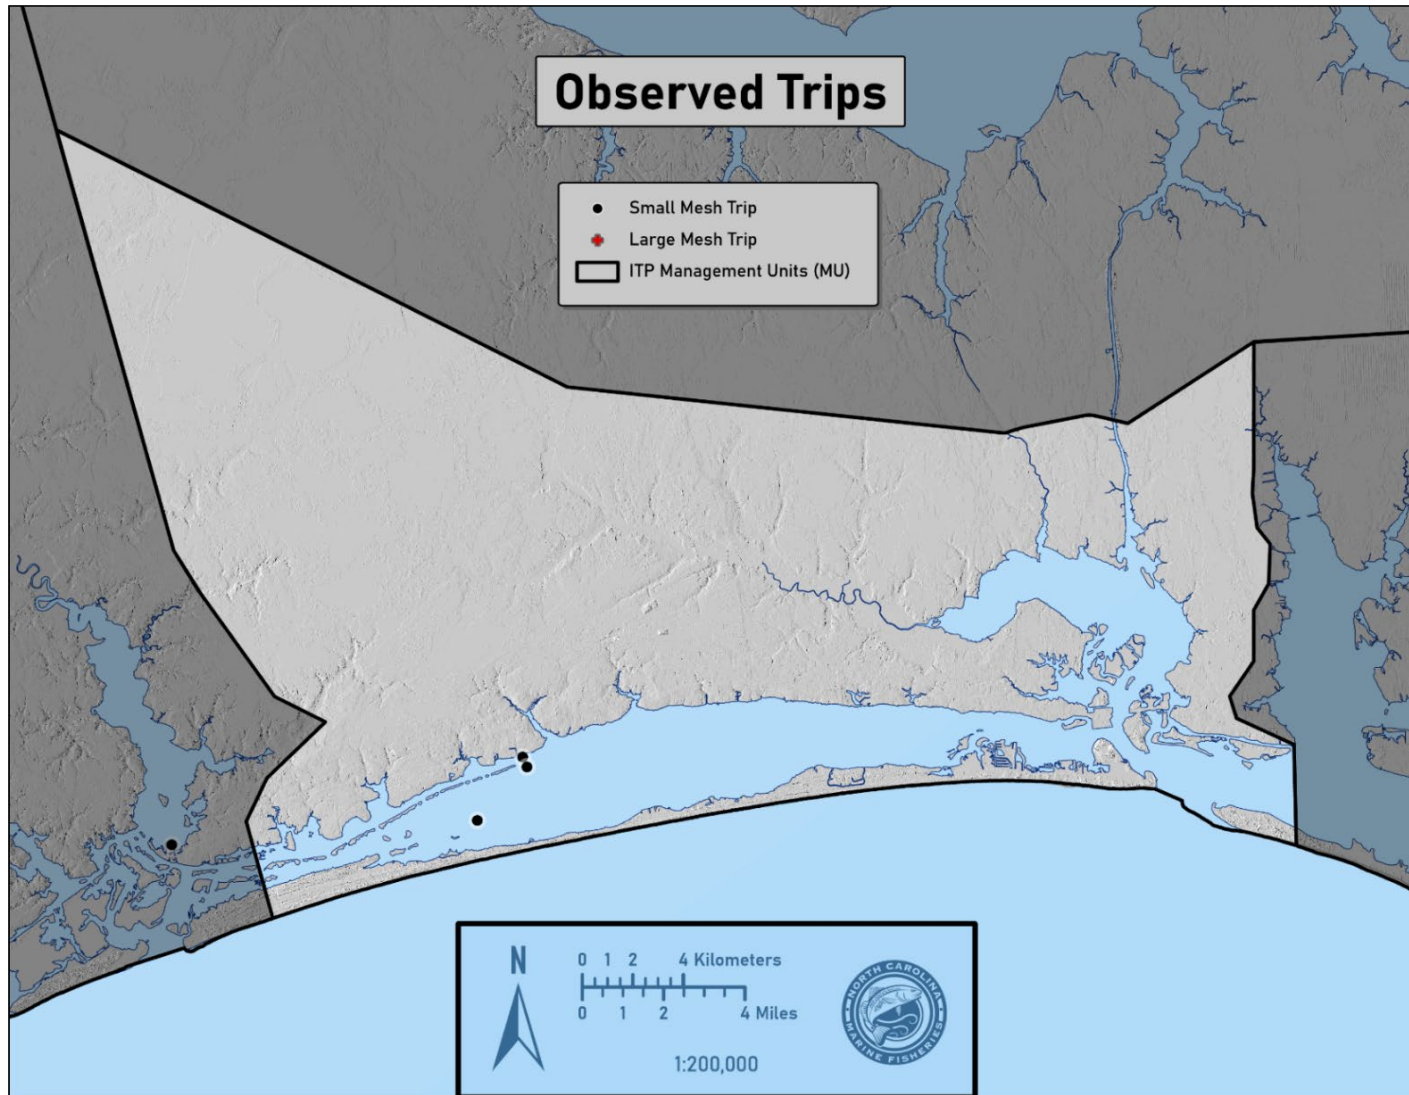 Observed Trips
Small Mesh Trip
Large Mesh Trip
ITP Management Units (MU)
N
0 1 2 4 Kilometers
0 1 2 4 Miles
1:200,000
NORTH CAROLINA
MARINE FISHERIES